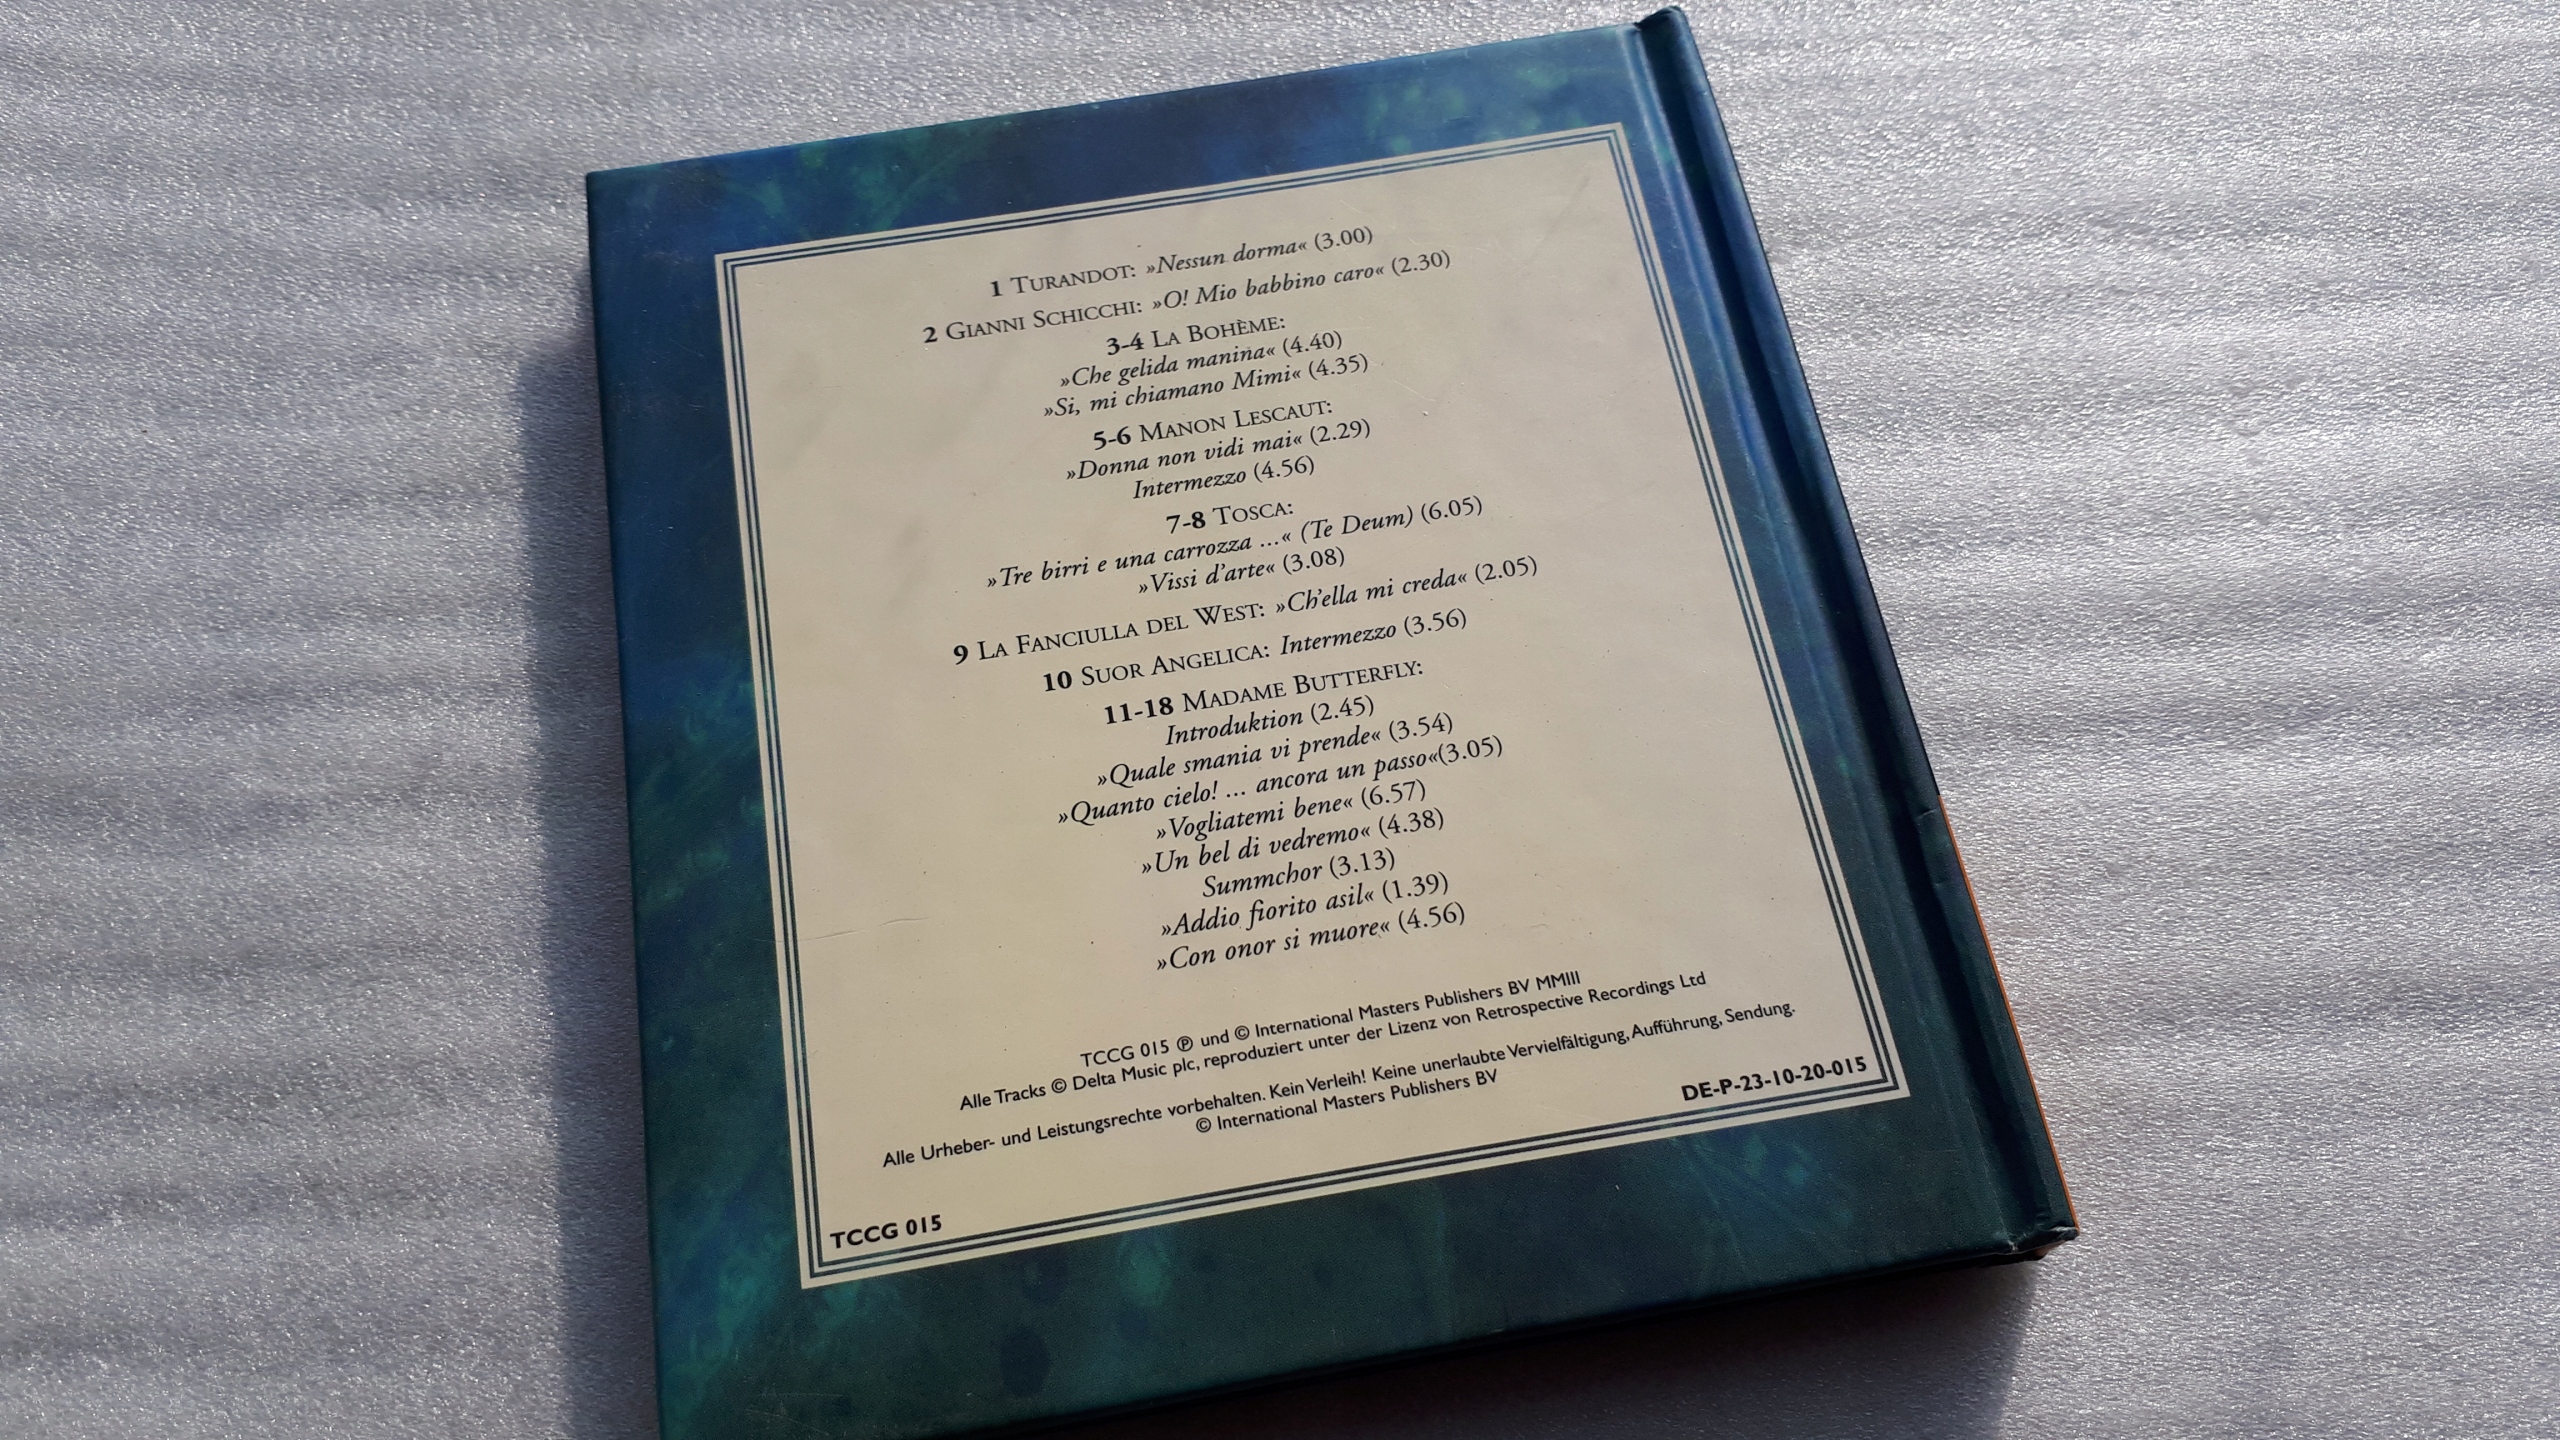 1 TURANDOT: »Nessun dorma« (3.00)
2 GIANNI SCHICCHI: »O! Mio babbino caro« (2.30)
3-4 LA BOHÈME:
»Che gelida manina« (4.40)
»Si, mi chiamano Mimi« (4.35)
5-6 MANON LESCAUT:
»Donna non vidi mai« (2.29)
Intermezzo (4.56)
7-8 TOSCA:
»Tre birri e una carrozza ...« (Te Deum) (6.05)
»Vissi d'arte« (3.08)
9 LA FANCIULLA DEL WEST: »Ch'ella mi creda« (2.05)
10 SUOR ANGELICA: Intermezzo (3.56)
11-18 MADAME BUTTERFLY:
Introduktion (2.45)
»Quale smania vi prende« (3.54)
»Quanto cielo! ... ancora un passo«(3.05)
»Vogliatemi bene« (6.57)
»Un bel di vedremo« (4.38)
Summchor (3.13)
»Addio fiorito asil« (1.39)
»Con onor si muore« (4.56)
TCCG 015 ℗ und © International Masters Publishers BV MMIII
Alle Tracks © Delta Music plc, reproduziert unter der Lizenz von Retrospective Recordings Ltd
Alle Urheber- und Leistungsrechte vorbehalten. Kein Verleih! Keine unerlaubte Vervielfältigung, Aufführung, Sendung.
© International Masters Publishers BV
DE-P-23-10-20-015
TCCG 015